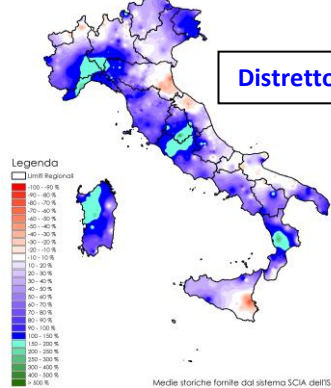 Distretto
Legenda
Limiti Regionali
-100 - -90 %
-90 - -80 %
-80 - -70 %
-70 - -60 %
-60 - -50 %
-50 - -40 %
-40 - -30 %
-30 - -20 %
-20 - -10 %
-10 - 10 %
10 - 20 %
20 - 30 %
30 - 40 %
40 - 50 %
50 - 60 %
60 - 70 %
70 - 80 %
80 - 90 %
90 - 100 %
100 - 150 %
150 - 200 %
200 - 250 %
250 - 300 %
300 - 400 %
400 - 500 %
> 500 %
Medie storiche fornite dal sistema SCIA dell'IS